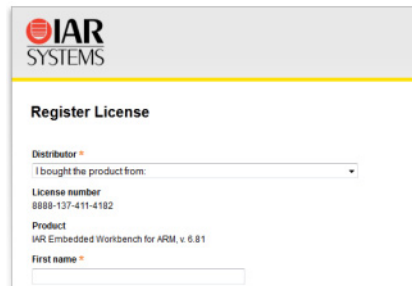 IAR
SYSTEMS
Register License
Distributor *
I bought the product from:
License number
8888-137-411-4182
Product
IAR Embedded Workbench for ARM, v. 6.81
First name *